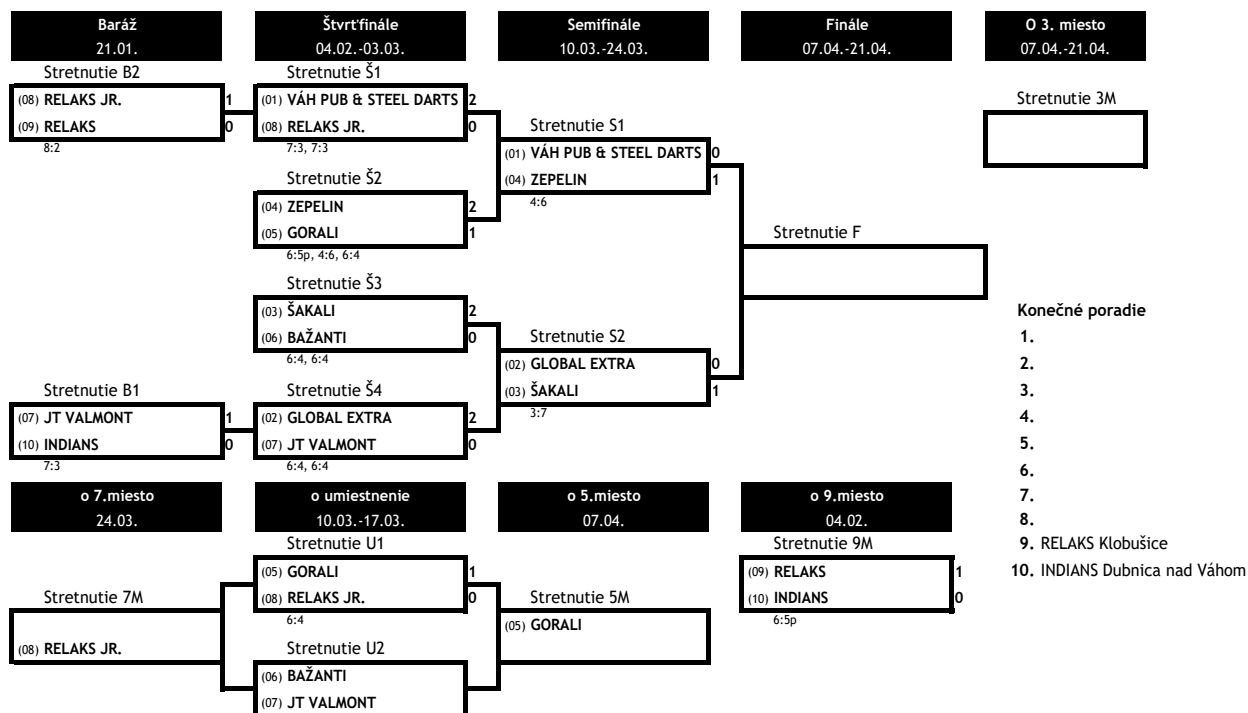 Baráž
21.01.
Štvrťfinále
04.02.-03.03.
Semifinále
10.03.-24.03.
Finále
07.04.-21.04.
O 3. miesto
07.04.-21.04.
Stretnutie B2
(08) RELAKS JR. 1
(09) RELAKS 0
8:2
Stretnutie Š1
(01) VÁH PUB & STEEL DARTS 2
(08) RELAKS JR. 0
7:3, 7:3
Stretnutie Š2
(04) ZEPELIN 2
(05) GORALI 1
6:5p, 4:6, 6:4
Stretnutie Š3
(03) ŠAKALI 2
(06) BAŽANTI 0
6:4, 6:4
Stretnutie B1
(07) JT VALMONT 1
(10) INDIANS 0
7:3
Stretnutie Š4
(02) GLOBAL EXTRA 2
(07) JT VALMONT 0
6:4, 6:4
Stretnutie S1
(01) VÁH PUB & STEEL DARTS 0
(04) ZEPELIN 1
4:6
Stretnutie S2
(02) GLOBAL EXTRA 0
(03) ŠAKALI 1
3:7
Stretnutie F
Stretnutie 3M
Konečné poradie
1.
2.
3.
4.
5.
6.
7.
8.
9. RELAKS Klobušice
10. INDIANS Dubnica nad Váhom
o 7.miesto
24.03.
o umiestnenie
10.03.-17.03.
o 5.miesto
07.04.
o 9.miesto
04.02.
Stretnutie 7M
(08) RELAKS JR.
Stretnutie U1
(05) GORALI 1
(08) RELAKS JR. 0
6:4
Stretnutie U2
(06) BAŽANTI
(07) JT VALMONT
Stretnutie 5M
(05) GORALI
Stretnutie 9M
(09) RELAKS 1
(10) INDIANS 0
6:5p